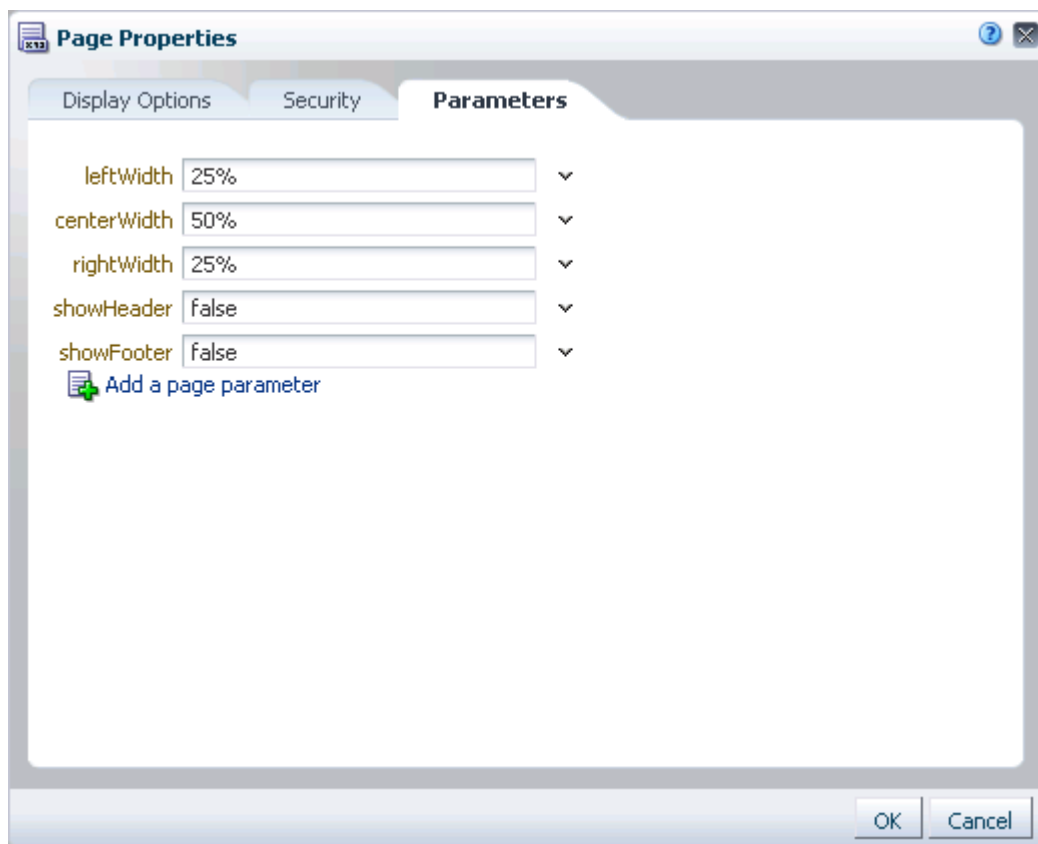 Page Properties
Display Options Security Parameters
leftWidth 25%
centerWidth 50%
rightWidth 25%
showHeader false
showFooter false
Add a page parameter
OK Cancel